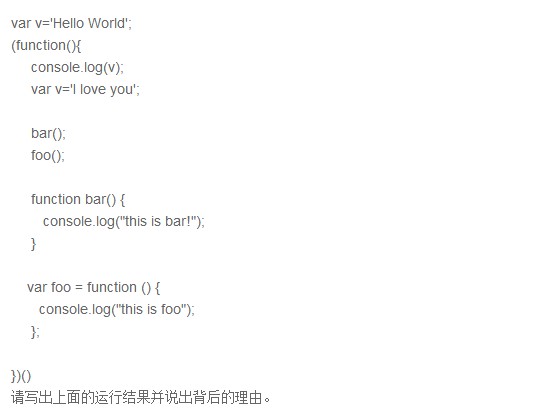 var v='Hello World';
(function(){
console.log(v);
var v='I love you';
bar();
foo();
function bar() {
console.log("this is bar!");
}
var foo = function () {
console.log("this is foo");
};
})()
请写出上面的运行结果并说出背后的理由。